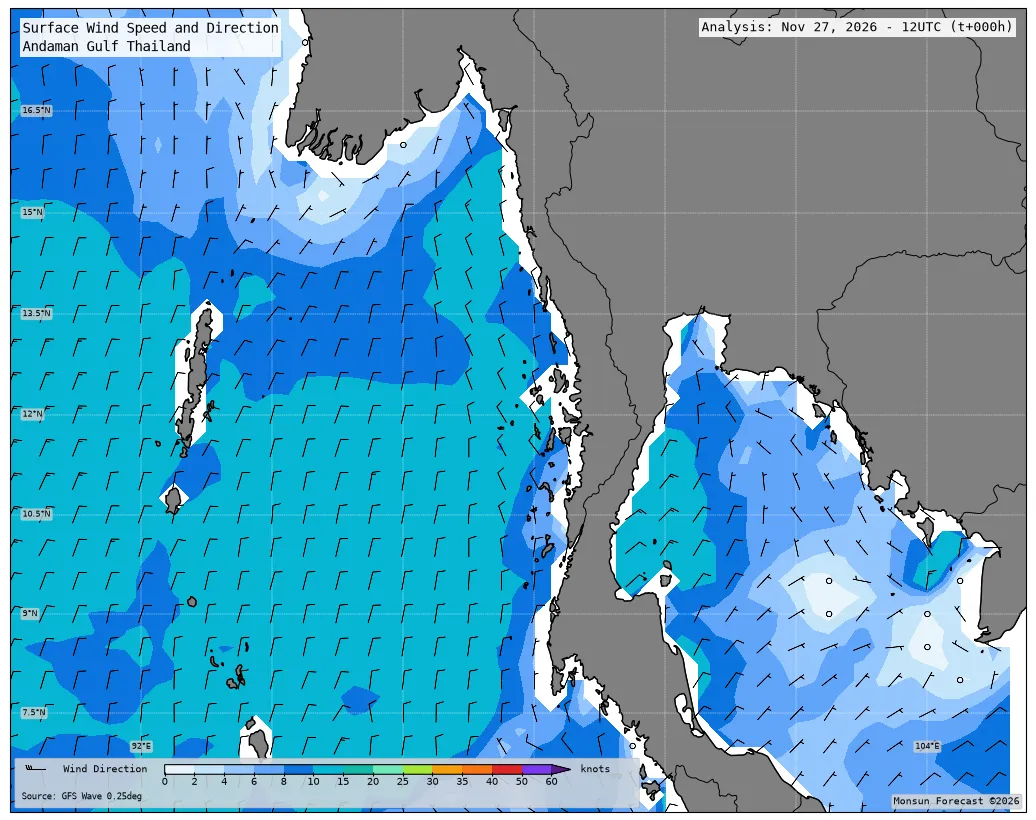 Surface Wind Speed and Direction
Andaman Gulf Thailand
Analysis: Nov 27, 2026 - 12UTC (t+000h)
16.5°N
15°N
13.5°N
12°N
10.5°N
9°N
7.5°N
92°E
104°E
Wind Direction
knots
0 2 4 6 8 10 15 20 25 30 35 40 50 60
Source: GFS Wave 0.25deg
Monsun Forecast ©2026